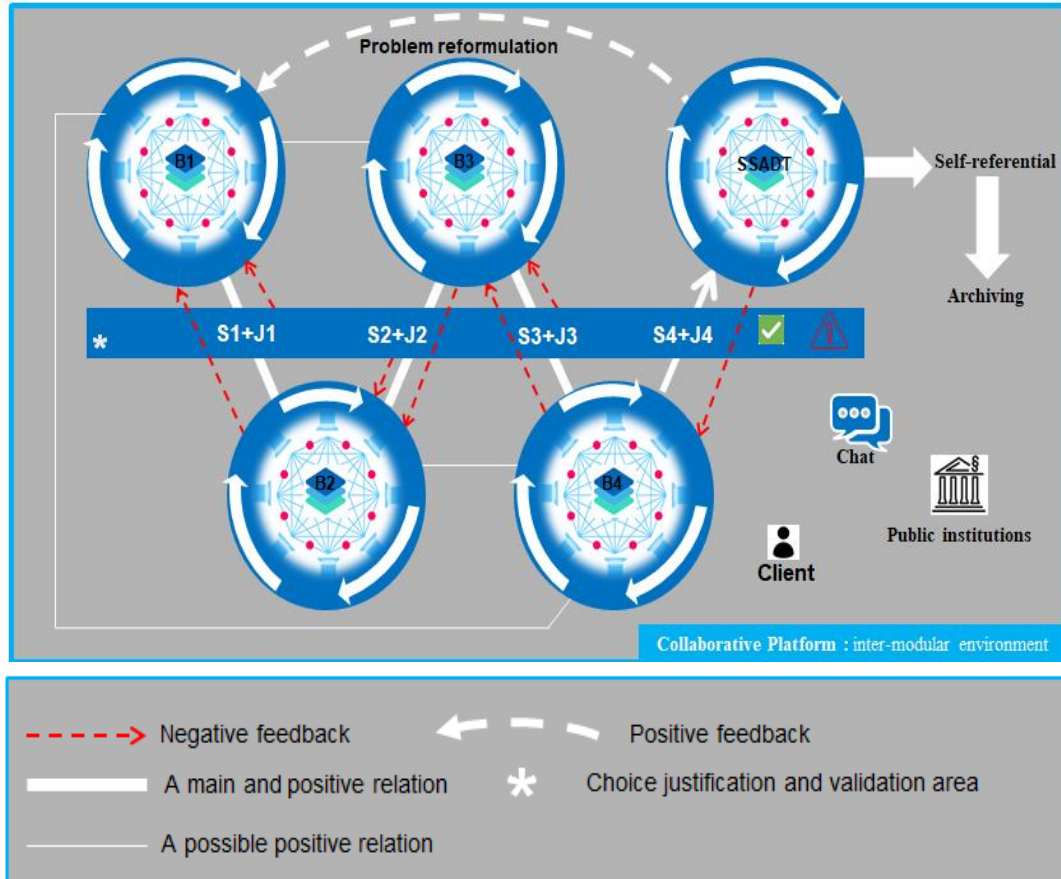 Problem reformulation
B1
B3
SSADT
Self-referential
Archiving
*
S1+J1
S2+J2
S3+J3
S4+J4
B2
B4
Chat
Public institutions
Client
Collaborative Platform : inter-modular environment
Negative feedback
Positive feedback
A main and positive relation
* Choice justification and validation area
A possible positive relation